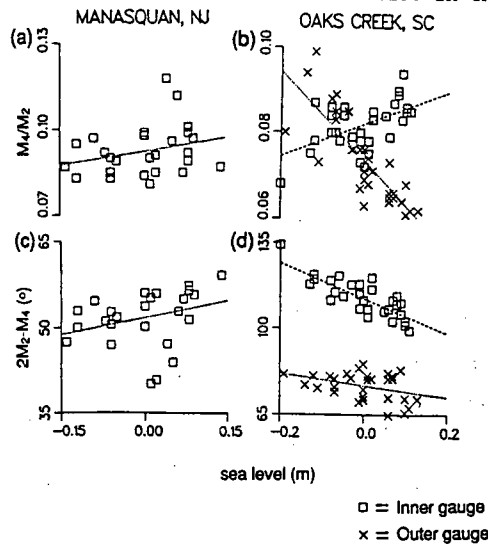 MANASQUAN, NJ
OAKS CREEK, SC
(a)
0.13
0.10
0.07
M₄/M₂
(b)
0.10
0.08
0.06
(c)
65
50
35
2M₂-M₄ (°)
−0.15
0.00
0.15
(d)
135
100
65
−0.2
0.0
0.2
sea level (m)
□ = Inner gauge
× = Outer gauge